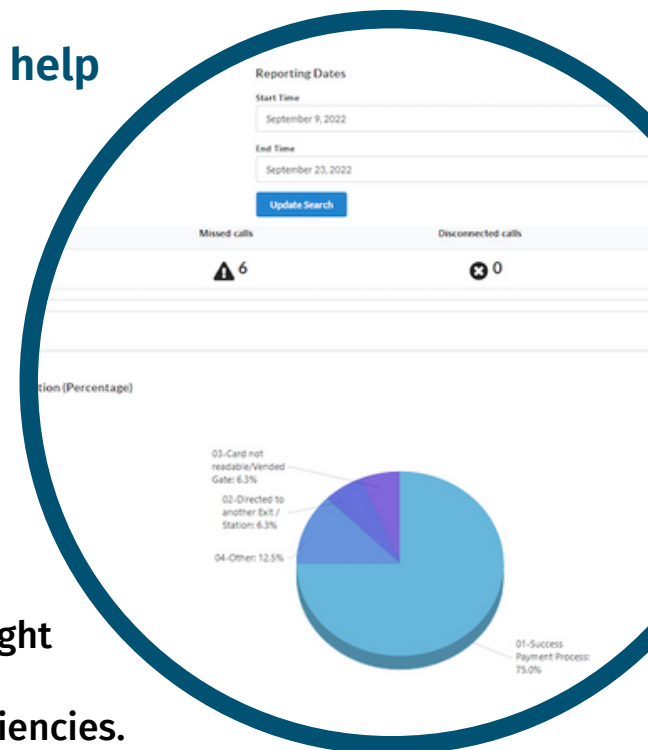 help
Reporting Dates
Start Time
September 9, 2022
End Time
September 23, 2022
Update Search
Missed calls
Disconnected calls
6
0
tion (Percentage)
03-Card not
readable/Vended
Gate: 6.3%
02-Directed to
another Exit /
Station: 6.3%
04-Other: 12.5%
01-Success
Payment Process:
75.0%
ght
iencies.